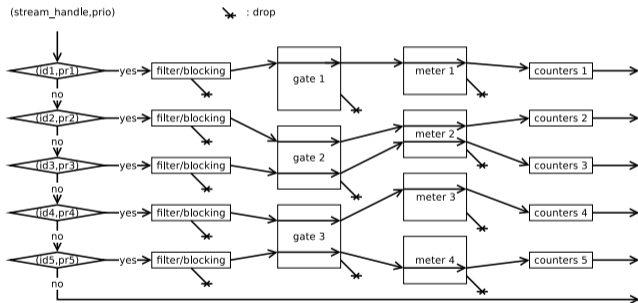 (stream_handle,prio)
: drop
(id1,pr1)
yes
filter/blocking
gate 1
meter 1
counters 1
no
(id2,pr2)
yes
filter/blocking
gate 2
meter 2
counters 2
no
(id3,pr3)
yes
filter/blocking
counters 3
no
(id4,pr4)
yes
filter/blocking
gate 3
meter 3
counters 4
no
(id5,pr5)
yes
filter/blocking
meter 4
counters 5
no